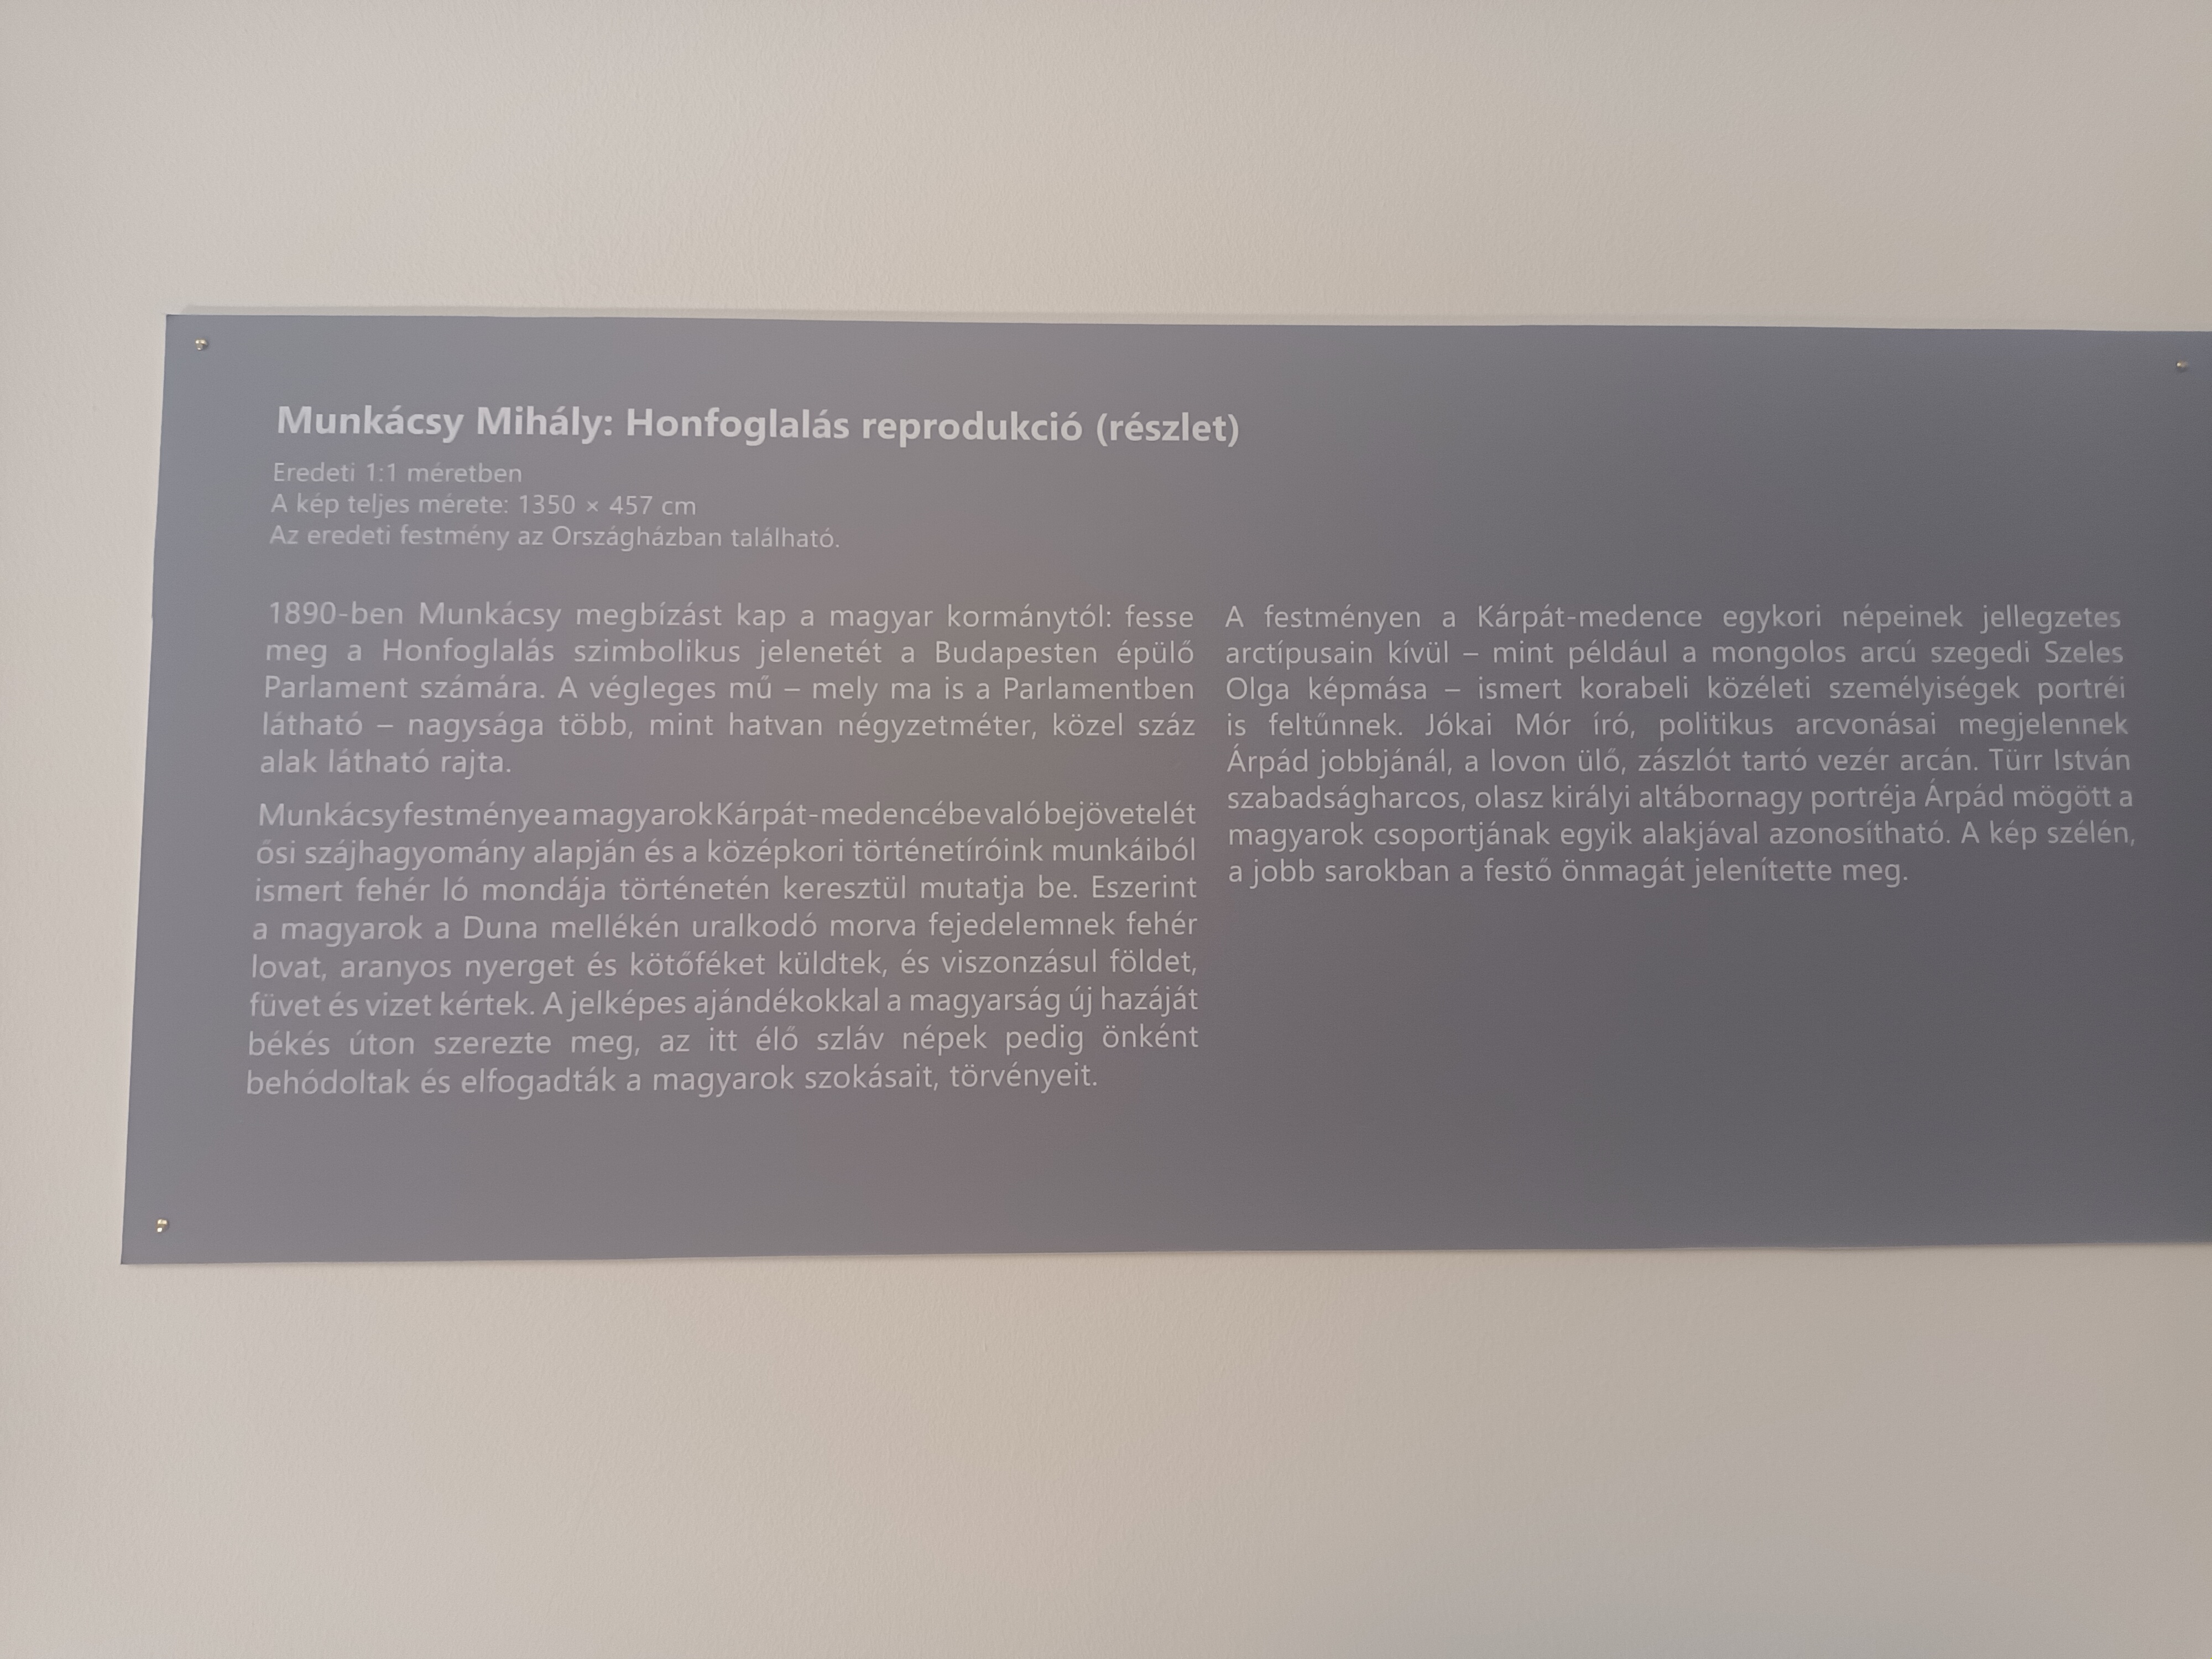 Munkácsy Mihály: Honfoglalás reprodukció (részlet)
Eredeti 1:1 méretben
A kép teljes mérete: 1350 × 457 cm
Az eredeti festmény az Országházban található.
1890-ben Munkácsy megbízást kap a magyar kormánytól: fesse
meg a Honfoglalás szimbolikus jelenetét a Budapesten épülő
Parlament számára. A végleges mű – mely ma is a Parlamentben
látható – nagysága több, mint hatvan négyzetméter, közel száz
alak látható rajta.
Munkácsy festménye a magyarok Kárpát-medencébe való bejövetelét
ősi szájhagyomány alapján és a középkori történetíróink munkáiból
ismert fehér ló mondája történetén keresztül mutatja be. Eszerint
a magyarok a Duna mellékén uralkodó morva fejedelemnek fehér
lovat, aranyos nyerget és kötőféket küldtek, és viszonzásul földet,
füvet és vizet kértek. A jelképes ajándékokkal a magyarság új hazáját
békés úton szerezte meg, az itt élő szláv népek pedig önként
behódoltak és elfogadták a magyarok szokásait, törvényeit.
A festményen a Kárpát-medence egykori népeinek jellegzetes
arctípusain kívül – mint például a mongolos arcú szegedi Szeles
Olga képmása – ismert korabeli közéleti személyiségek portréi
is feltűnnek. Jókai Mór író, politikus arcvonásai megjelennek
Árpád jobbjánál, a lovon ülő, zászlót tartó vezér arcán. Türr István
szabadságharcos, olasz királyi altábornagy portréja Árpád mögött a
magyarok csoportjának egyik alakjával azonosítható. A kép szélén,
a jobb sarokban a festő önmagát jelenítette meg.